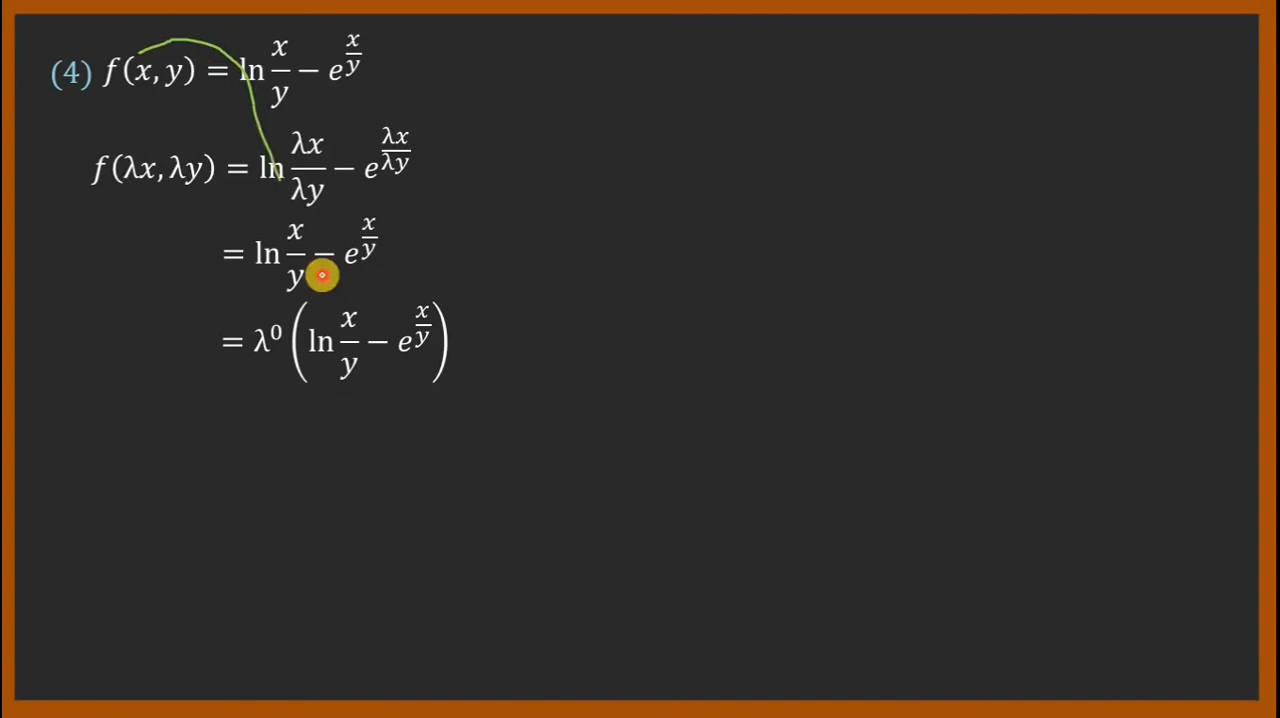 (4) f(x, y) = ln x/y − e^(x/y)
f(λx, λy) = ln λx/λy − e^(λx/λy)
= ln x/y − e^(x/y)
= λ⁰ (ln x/y − e^(x/y))